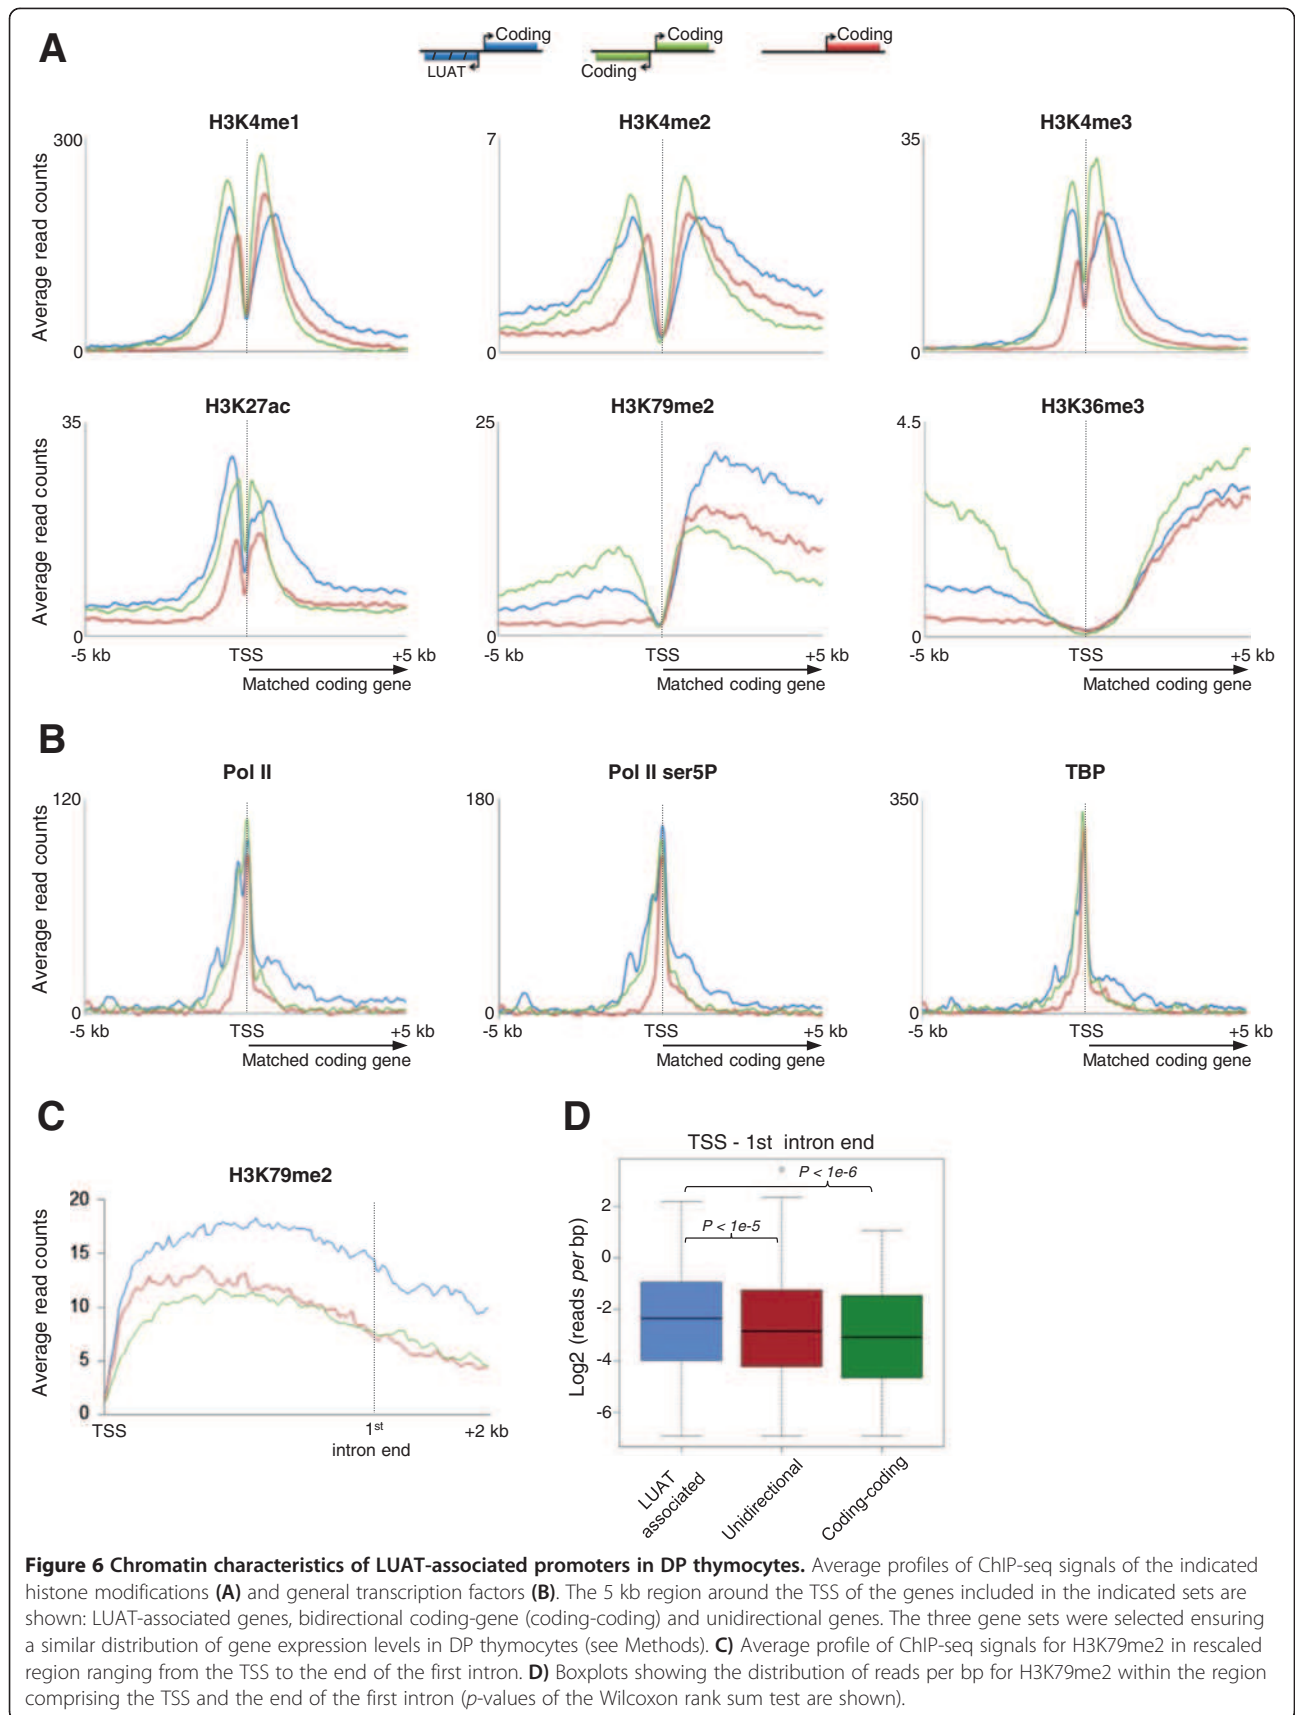 A
Coding
LUAT
Coding
Coding
Coding
H3K4me1
H3K4me2
H3K4me3
Average read counts
300
0
7
0
35
0
H3K27ac
H3K79me2
H3K36me3
Average read counts
35
0
25
0
4.5
0
-5 kb TSS +5 kb
Matched coding gene
-5 kb TSS +5 kb
Matched coding gene
-5 kb TSS +5 kb
Matched coding gene
B
Pol II
Pol II ser5P
TBP
Average read counts
120
0
180
0
350
0
-5 kb TSS +5 kb
Matched coding gene
-5 kb TSS +5 kb
Matched coding gene
-5 kb TSS +5 kb
Matched coding gene
C
H3K79me2
Average read counts
20
15
10
5
0
TSS
1st
intron end
+2 kb
D
TSS - 1st intron end
P < 1e-6
P < 1e-5
Log2 (reads per bp)
2
0
-2
-4
-6
LUAT
associated
Unidirectional
Coding-coding
Figure 6 Chromatin characteristics of LUAT-associated promoters in DP thymocytes. Average profiles of ChIP-seq signals of the indicated
histone modifications (A) and general transcription factors (B). The 5 kb region around the TSS of the genes included in the indicated sets are
shown: LUAT-associated genes, bidirectional coding-gene (coding-coding) and unidirectional genes. The three gene sets were selected ensuring
a similar distribution of gene expression levels in DP thymocytes (see Methods). C) Average profile of ChIP-seq signals for H3K79me2 in rescaled
region ranging from the TSS to the end of the first intron. D) Boxplots showing the distribution of reads per bp for H3K79me2 within the region
comprising the TSS and the end of the first intron (p-values of the Wilcoxon rank sum test are shown).